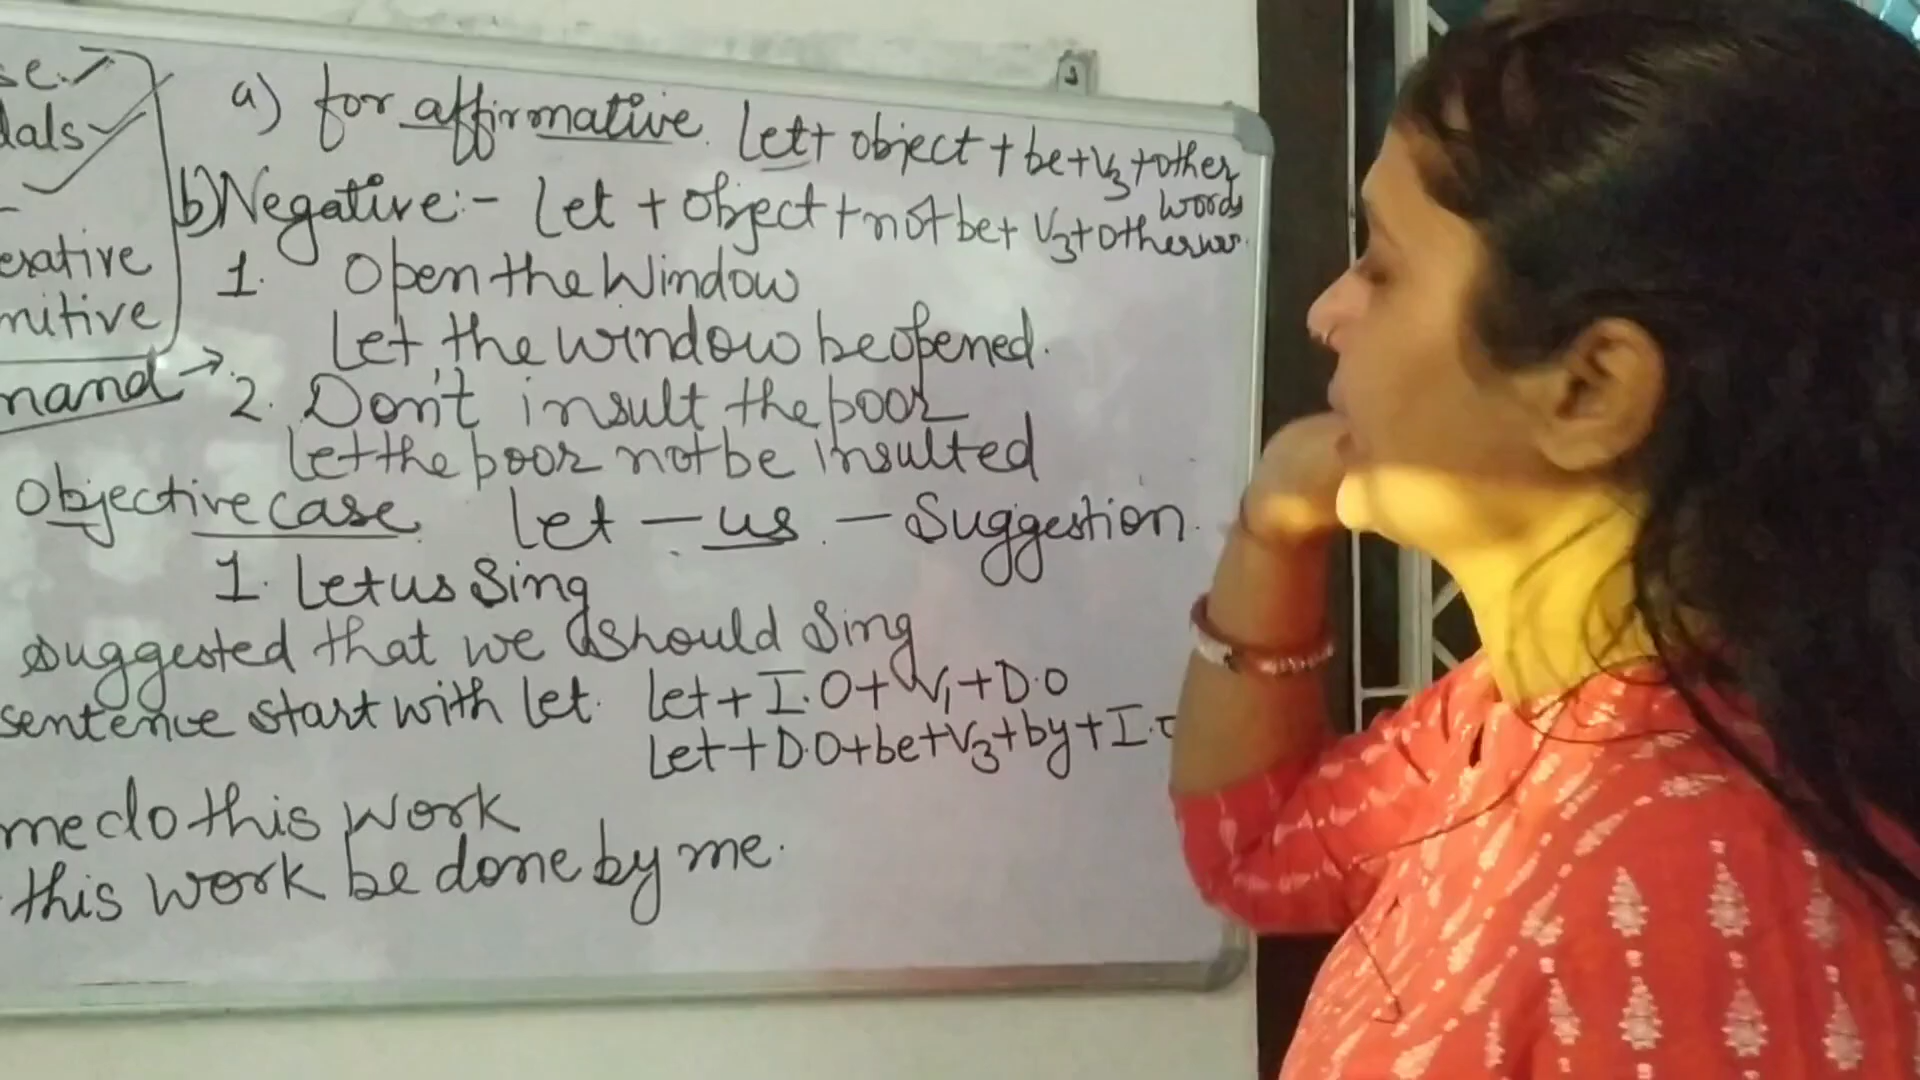 se.
dals
erative
nitive
mand →
a) for affirmative. Let + object + be + V3 + other words
b) Negative:- Let + object + not be + V3 + other wor.
1. Open the Window
Let the window be opened.
2. Don't insult the poor
Let the poor not be insulted
Objective case Let - us - Suggestion.
1. Let us Sing
suggested that we should Sing
sentence start with let. Let + I.O + V1 + D.O
Let + D.O + be + V3 + by + I.O
me do this work
this work be done by me.